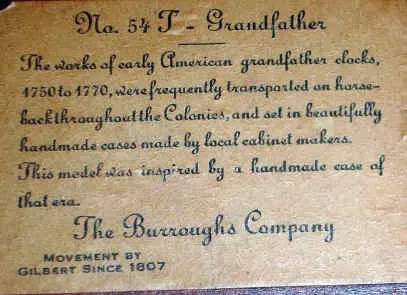 No. 54 T - Grandfather
The works of early American grandfather clocks,
1750 to 1770, were frequently transported on horse-
back throughout the Colonies, and set in beautifully
handmade cases made by local cabinet makers.
This model was inspired by a handmade case of
that era.
The Burroughs Company
MOVEMENT BY
GILBERT SINCE 1807